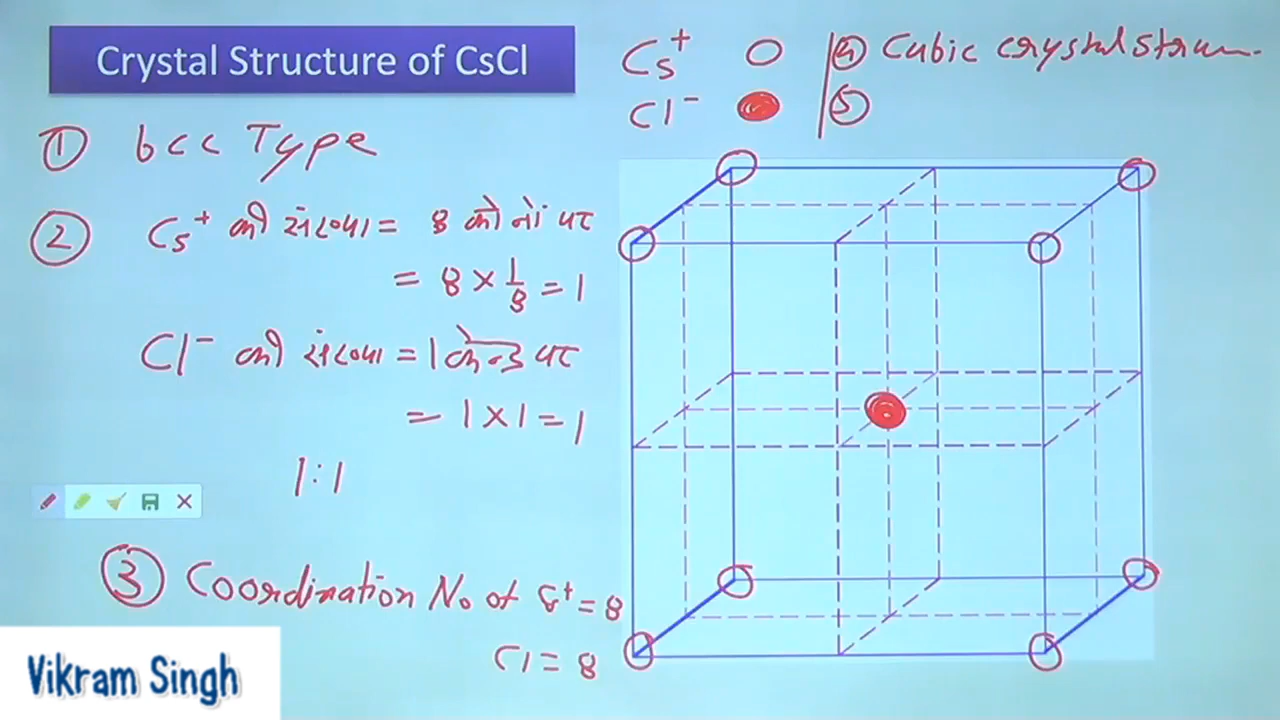 Crystal Structure of CsCl
Cs⁺
Cl⁻
④ Cubic crystal
⑤
① bcc Type
② Cs⁺ की संख्या = 8 कोनों पर
= 8 × 1/8 = 1
Cl⁻ की संख्या = 1 केन्द्र पर
= 1 × 1 = 1
1:1
③ Coordination No of Cs⁺ = 8
Cl = 8
Vikram Singh